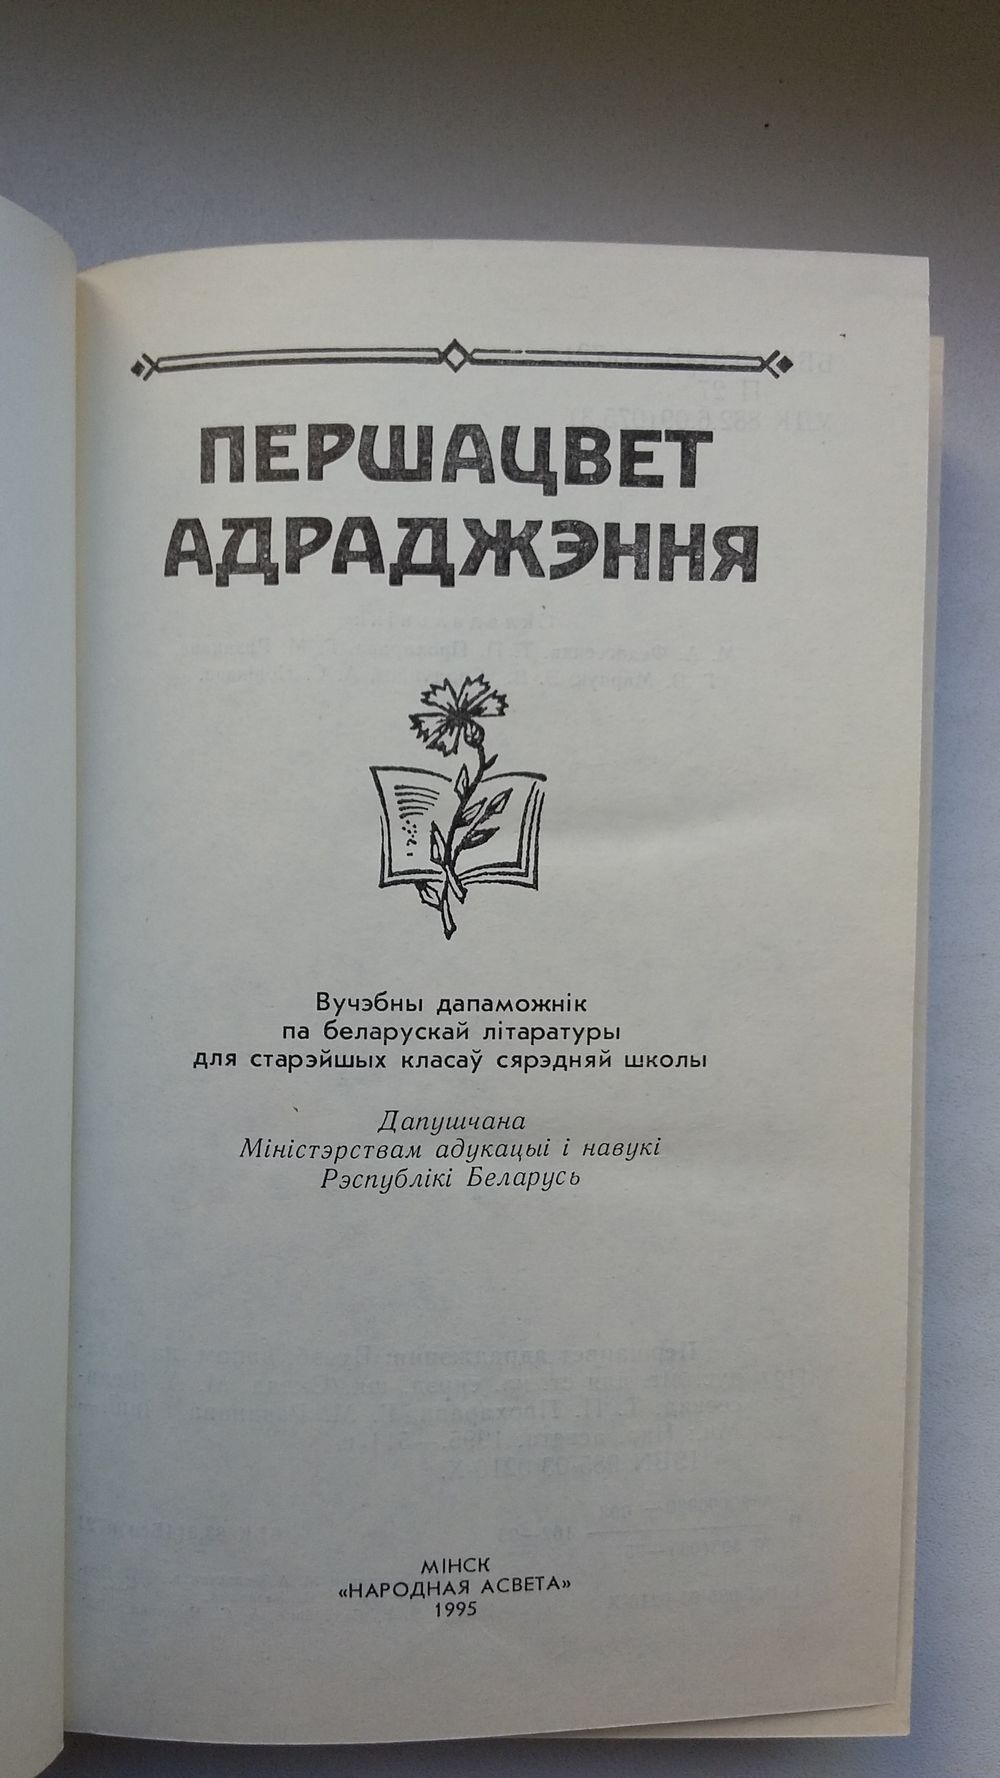 ПЕРШАЦВЕТ
АДРАДЖЭННЯ
Вучэбны дапаможнік
па беларускай літаратуры
для старэйшых класаў сярэдняй школы
Дапушчана
Міністэрствам адукацыі і навукі
Рэспублікі Беларусь
МІНСК
«НАРОДНАЯ АСВЕТА»
1995